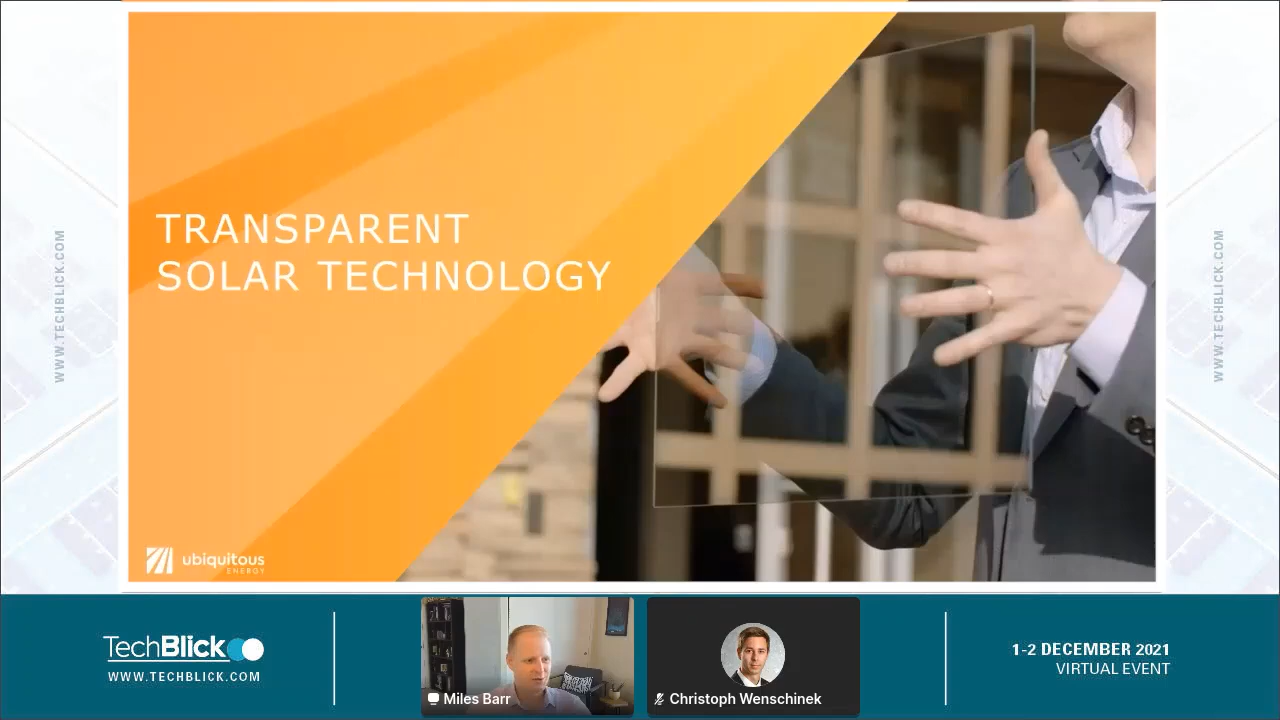 TRANSPARENT
SOLAR TECHNOLOGY
WWW.TECHBLICK.COM
WWW.TECHBLICK.COM
ubiquitous
ENERGY
TechBlick
WWW.TECHBLICK.COM
Miles Barr
Christoph Wenschinek
1-2 DECEMBER 2021
VIRTUAL EVENT